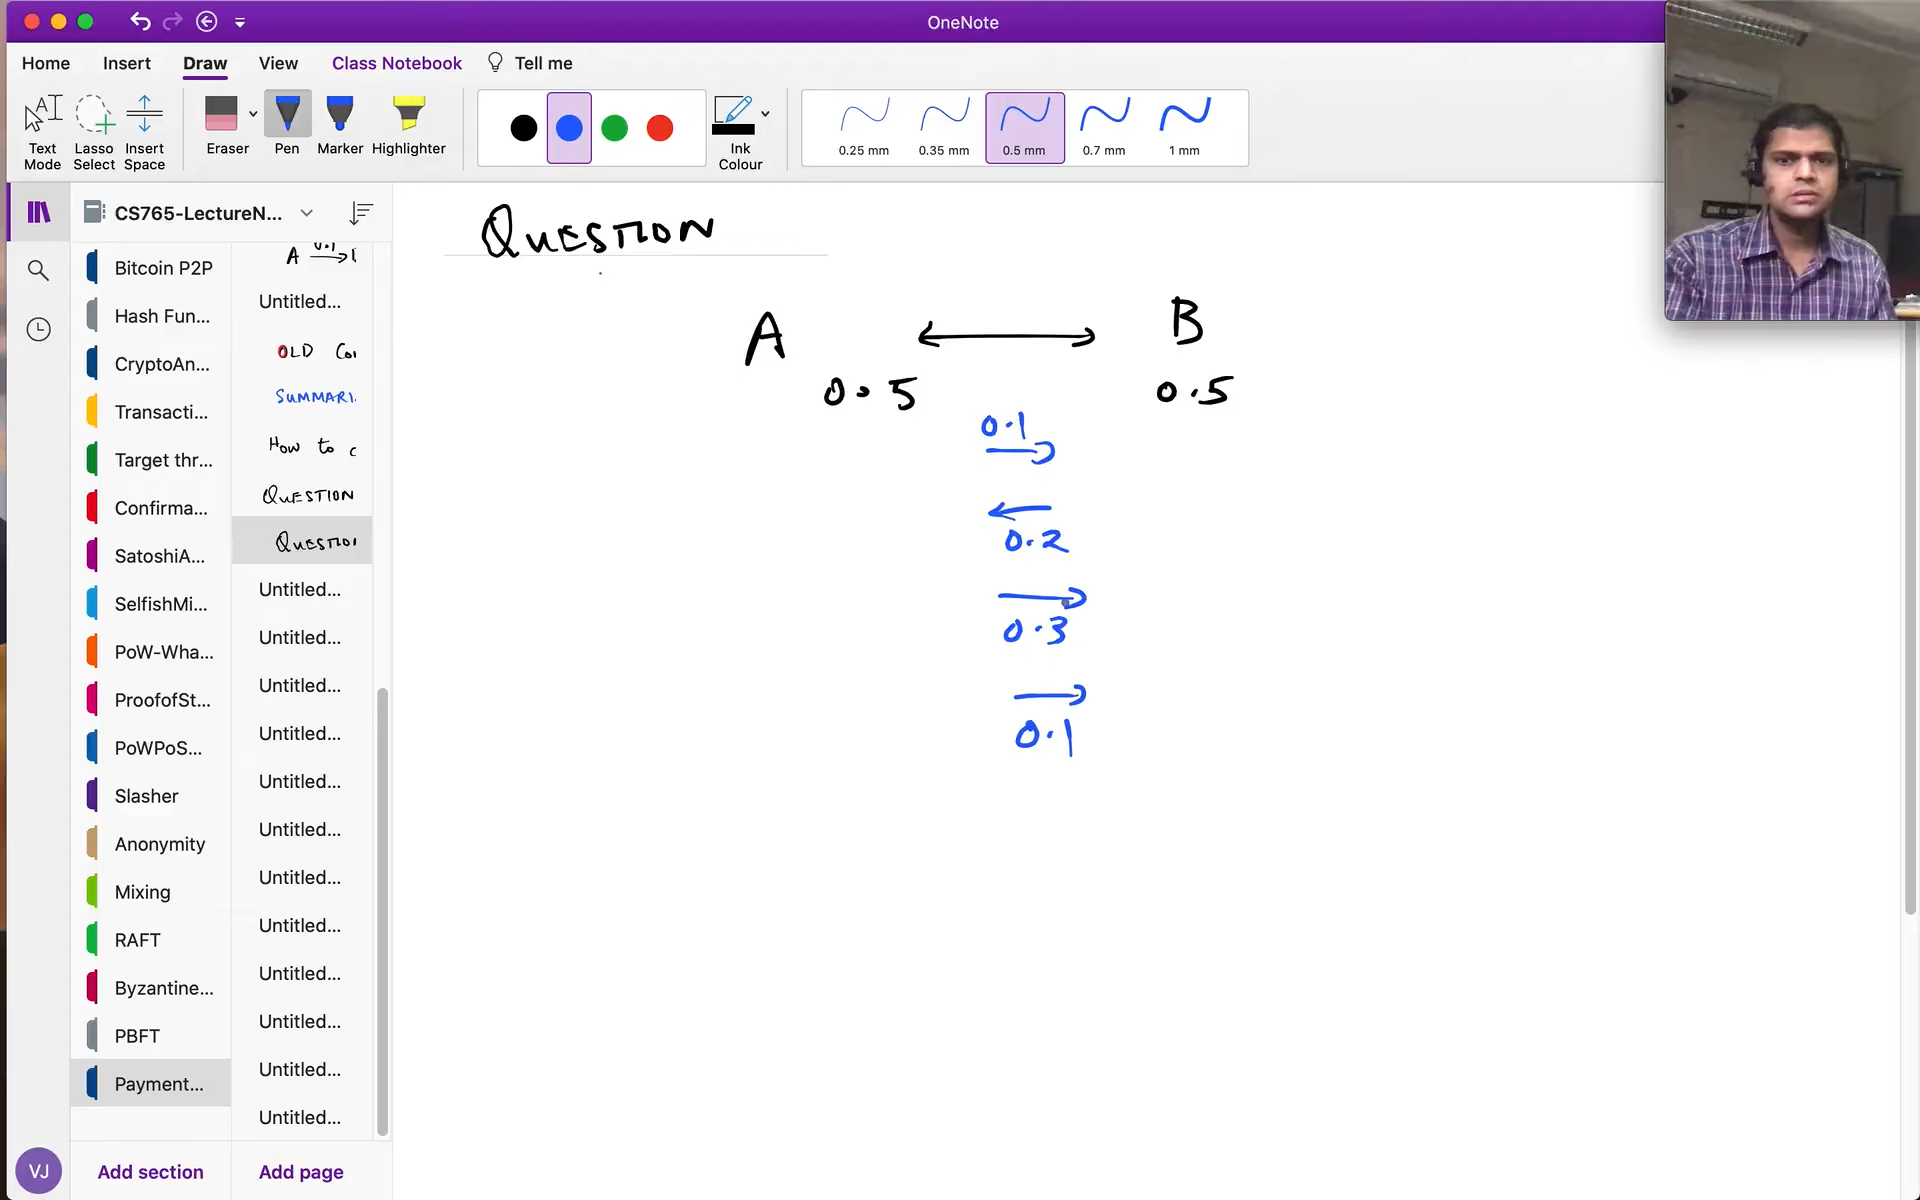 OneNote
Home Insert Draw View Class Notebook Tell me
Text Mode
Lasso Select
Insert Space
Eraser
Pen
Marker
Highlighter
Ink Colour
0.25 mm
0.35 mm
0.5 mm
0.7 mm
1 mm
CS765-LectureN...
Bitcoin P2P
Hash Fun...
CryptoAn...
Transacti...
Target thr...
Confirma...
SatoshiA...
SelfishMi...
PoW-Wha...
ProofofSt...
PoWPoS...
Slasher
Anonymity
Mixing
RAFT
Byzantine...
PBFT
Payment...
Add section
VJ
A 0.1
Untitled...
OLD Co
SUMMARI
How to c
QUESTION
QUESTIO
Untitled...
Untitled...
Untitled...
Untitled...
Untitled...
Untitled...
Untitled...
Untitled...
Untitled...
Untitled...
Untitled...
Untitled...
Add page
QUESTION
A ↔ B
0.5 0.5
0.1
→
←
0.2
→
0.3
→
0.1